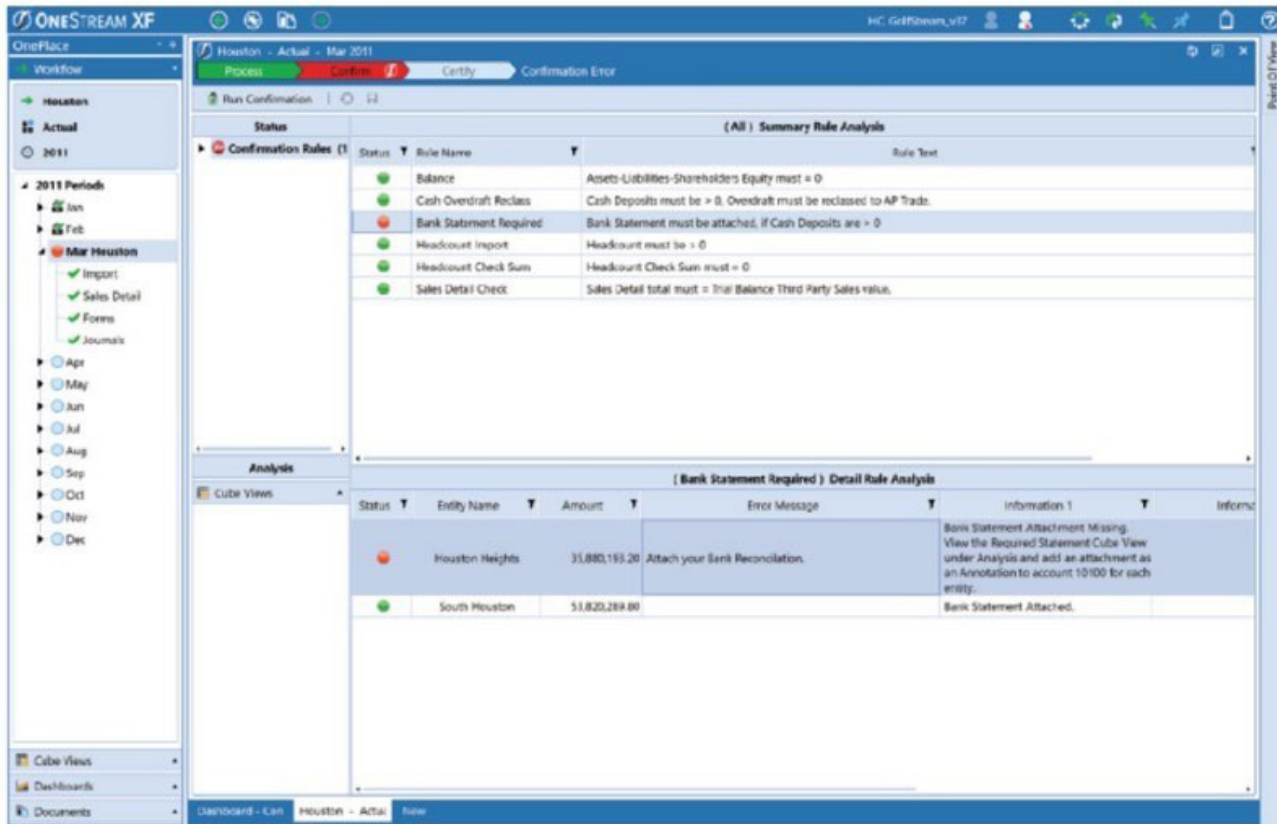 ONESTREAM XF
HC_GolfStream_v37
OnePlace
Workflow
Houston
Actual
2011
2011 Periods
Jan
Feb
Mar Houston
Import
Sales Detail
Forms
Journals
Apr
May
Jun
Jul
Aug
Sep
Oct
Nov
Dec
Cube Views
Dashboards
Documents
Houston - Actual - Mar 2011
Process Confirm Certify Confirmation Error
Run Confirmation
Status
Confirmation Rules (1
(All) Summary Rule Analysis
Status Rule Name Rule Text
Balance Assets-Liabilities-Shareholders Equity must = 0
Cash Overdraft Reclass Cash Deposits must be > 0, Overdraft must be reclassed to AP Trade.
Bank Statement Required Bank Statement must be attached, if Cash Deposits are > 0
Headcount Import Headcount must be > 0
Headcount Check Sum Headcount Check Sum must = 0
Sales Detail Check Sales Detail total must = Trial Balance Third Party Sales value.
Analysis
Cube Views
(Bank Statement Required) Detail Rule Analysis
Status Entity Name Amount Error Message Information 1 Informa
Houston Heights 35,880,193.20 Attach your Bank Reconcilation.
Bank Statement Attachment Missing.
View the Required Statement Cube View
under Analysis and add an attachment as
an Annotation to account 10100 for each
entity.
South Houston 53,820,289.80 Bank Statement Attached.
Dashboard - Can Houston - Actual New
Point Of View